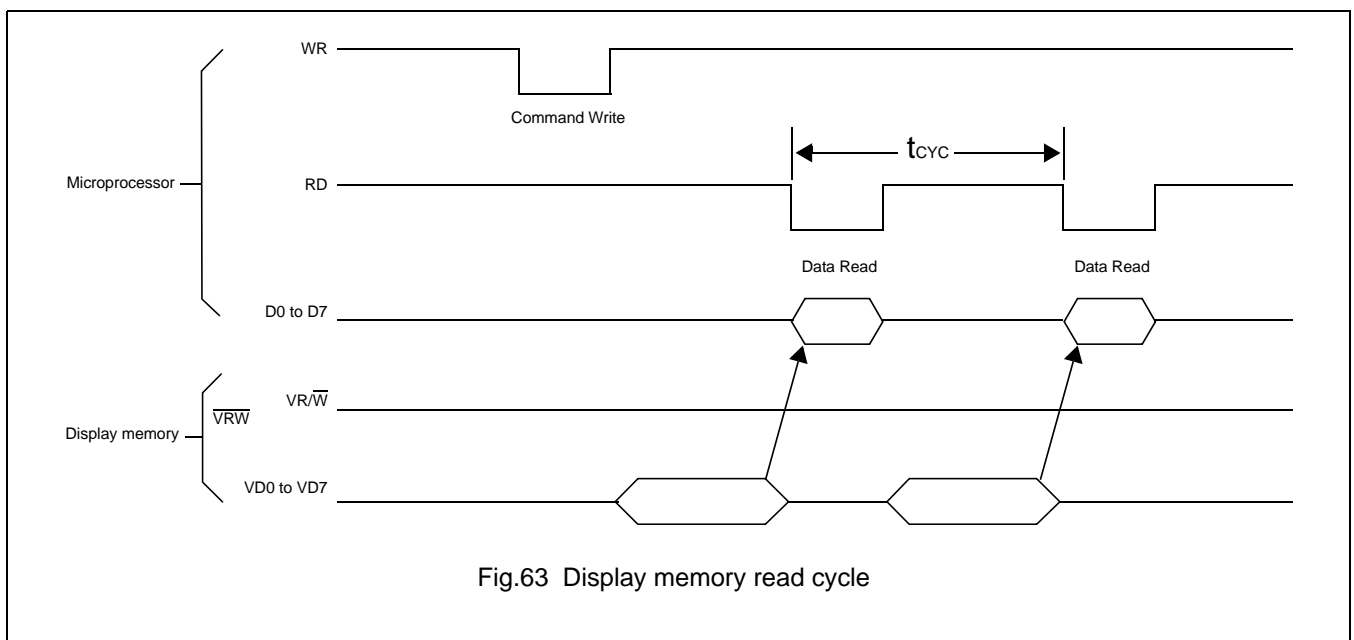 WR
Command Write
tCYC
Microprocessor
RD
Data Read
Data Read
D0 to D7
VR/W̅
V̅R̅W̅
Display memory
VD0 to VD7
Fig.63 Display memory read cycle